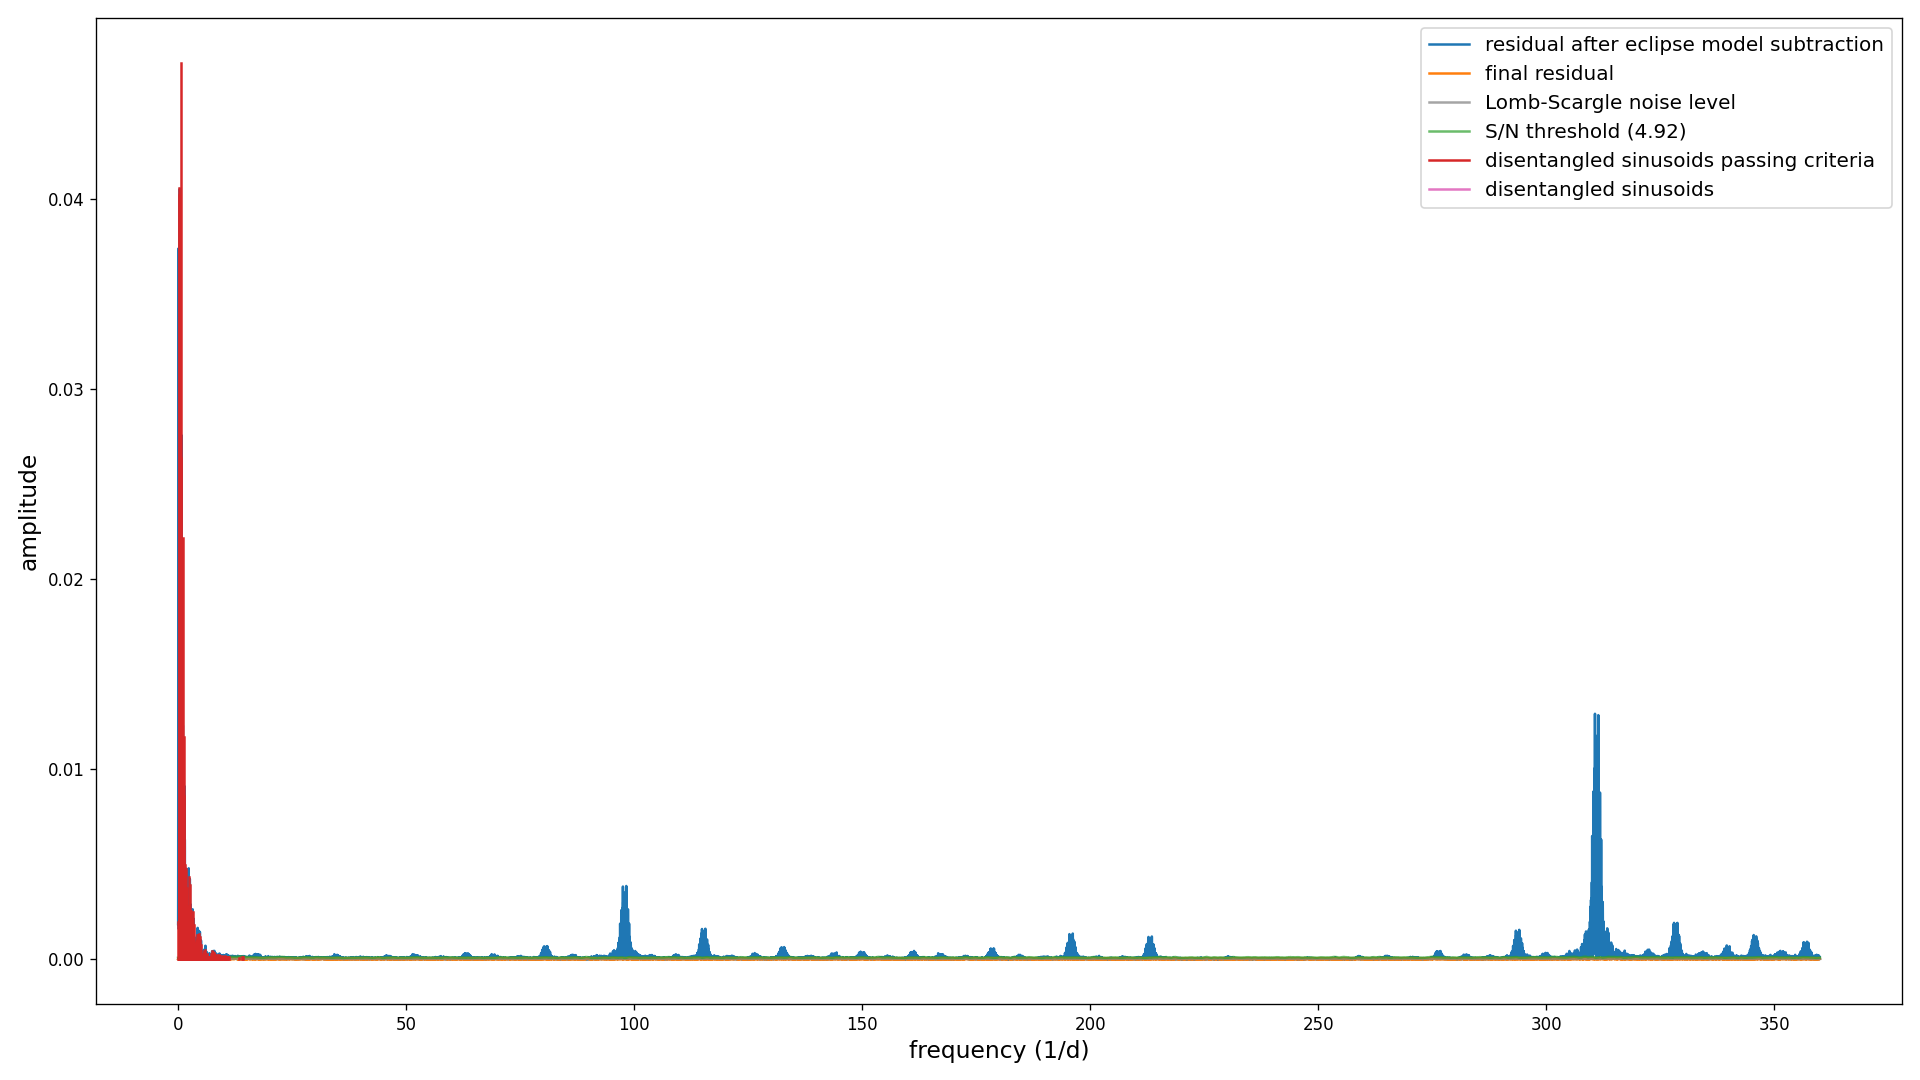 residual after eclipse model subtraction
final residual
Lomb-Scargle noise level
S/N threshold (4.92)
disentangled sinusoids passing criteria
disentangled sinusoids
amplitude
0.04
0.03
0.02
0.01
0.00
0 50 100 150 200 250 300 350
frequency (1/d)